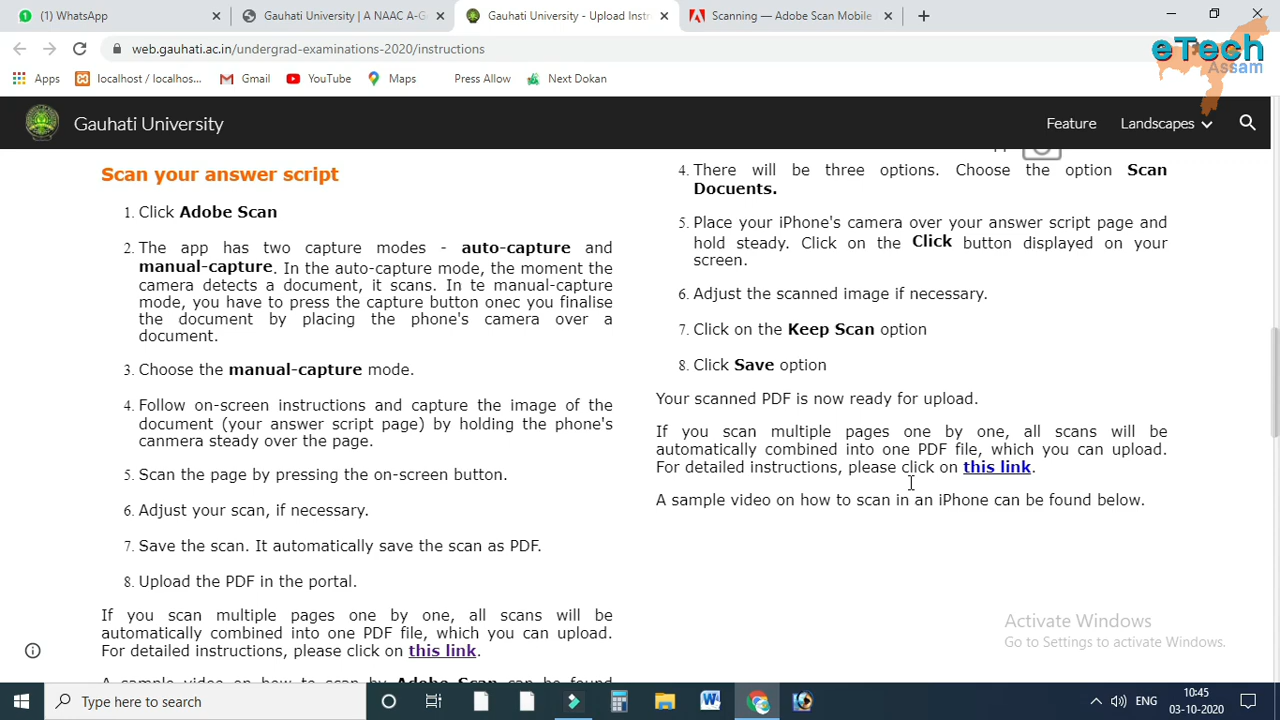 (1) WhatsApp
Gauhati University | A NAAC A-G
Gauhati University - Upload Instr
Scanning — Adobe Scan Mobile
eTech
Assam
web.gauhati.ac.in/undergrad-examinations-2020/instructions
Apps
localhost / localhos...
Gmail
YouTube
Maps
Press Allow
Next Dokan
Gauhati University
Feature
Landscapes
Scan your answer script
1. Click Adobe Scan
2. The app has two capture modes - auto-capture and
manual-capture. In the auto-capture mode, the moment the
camera detects a document, it scans. In te manual-capture
mode, you have to press the capture button onec you finalise
the document by placing the phone's camera over a
document.
3. Choose the manual-capture mode.
4. Follow on-screen instructions and capture the image of the
document (your answer script page) by holding the phone's
canmera steady over the page.
5. Scan the page by pressing the on-screen button.
6. Adjust your scan, if necessary.
7. Save the scan. It automatically save the scan as PDF.
8. Upload the PDF in the portal.
If you scan multiple pages one by one, all scans will be
automatically combined into one PDF file, which you can upload.
For detailed instructions, please click on this link.
A sample video on how to scan by Adobe Scan can be found
4. There will be three options. Choose the option Scan
Docuents.
5. Place your iPhone's camera over your answer script page and
hold steady. Click on the Click button displayed on your
screen.
6. Adjust the scanned image if necessary.
7. Click on the Keep Scan option
8. Click Save option
Your scanned PDF is now ready for upload.
If you scan multiple pages one by one, all scans will be
automatically combined into one PDF file, which you can upload.
For detailed instructions, please click on this link.
A sample video on how to scan in an iPhone can be found below.
Activate Windows
Go to Settings to activate Windows.
Type here to search
ENG
10:45
03-10-2020